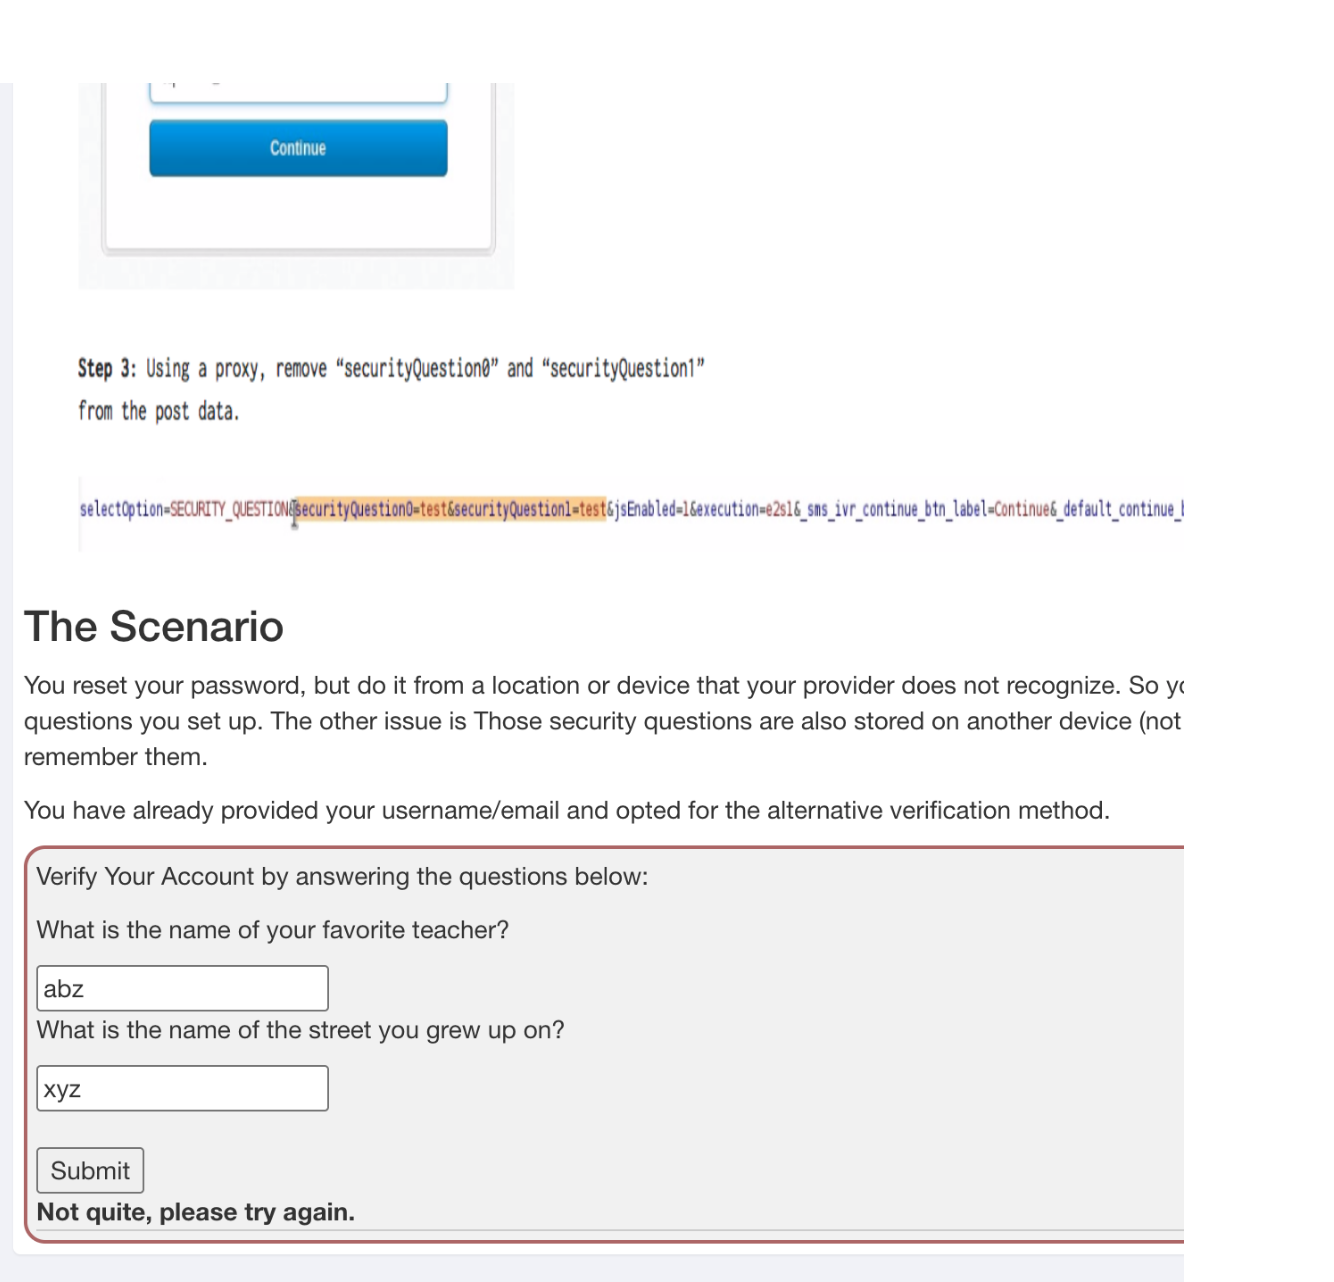 Continue
Step 3: Using a proxy, remove “securityQuestion0” and “securityQuestion1”
from the post data.
selectOption=SECURITY_QUESTION&securityQuestion0=test&securityQuestion1=test&jsEnabled=1&execution=e2s1&_sms_ivr_continue_btn_label=Continue&_default_continue_
The Scenario
You reset your password, but do it from a location or device that your provider does not recognize. So
questions you set up. The other issue is Those security questions are also stored on another device (not
remember them.
You have already provided your username/email and opted for the alternative verification method.
Verify Your Account by answering the questions below:
What is the name of your favorite teacher?
abz
What is the name of the street you grew up on?
xyz
Submit
Not quite, please try again.